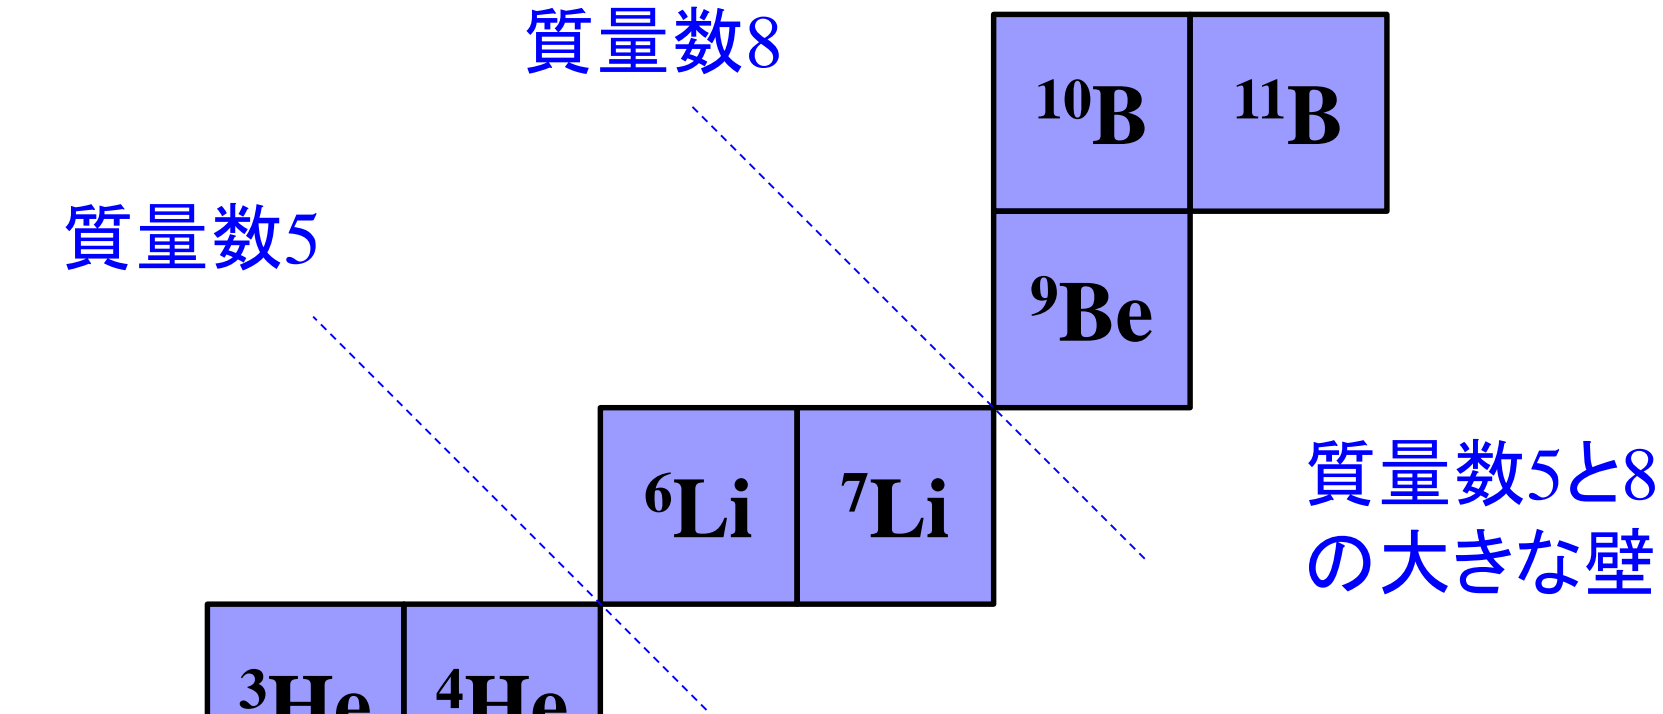 質量数8
¹⁰B ¹¹B
質量数5
⁹Be
質量数5と8
の大きな壁
⁶Li ⁷Li
³He ⁴He